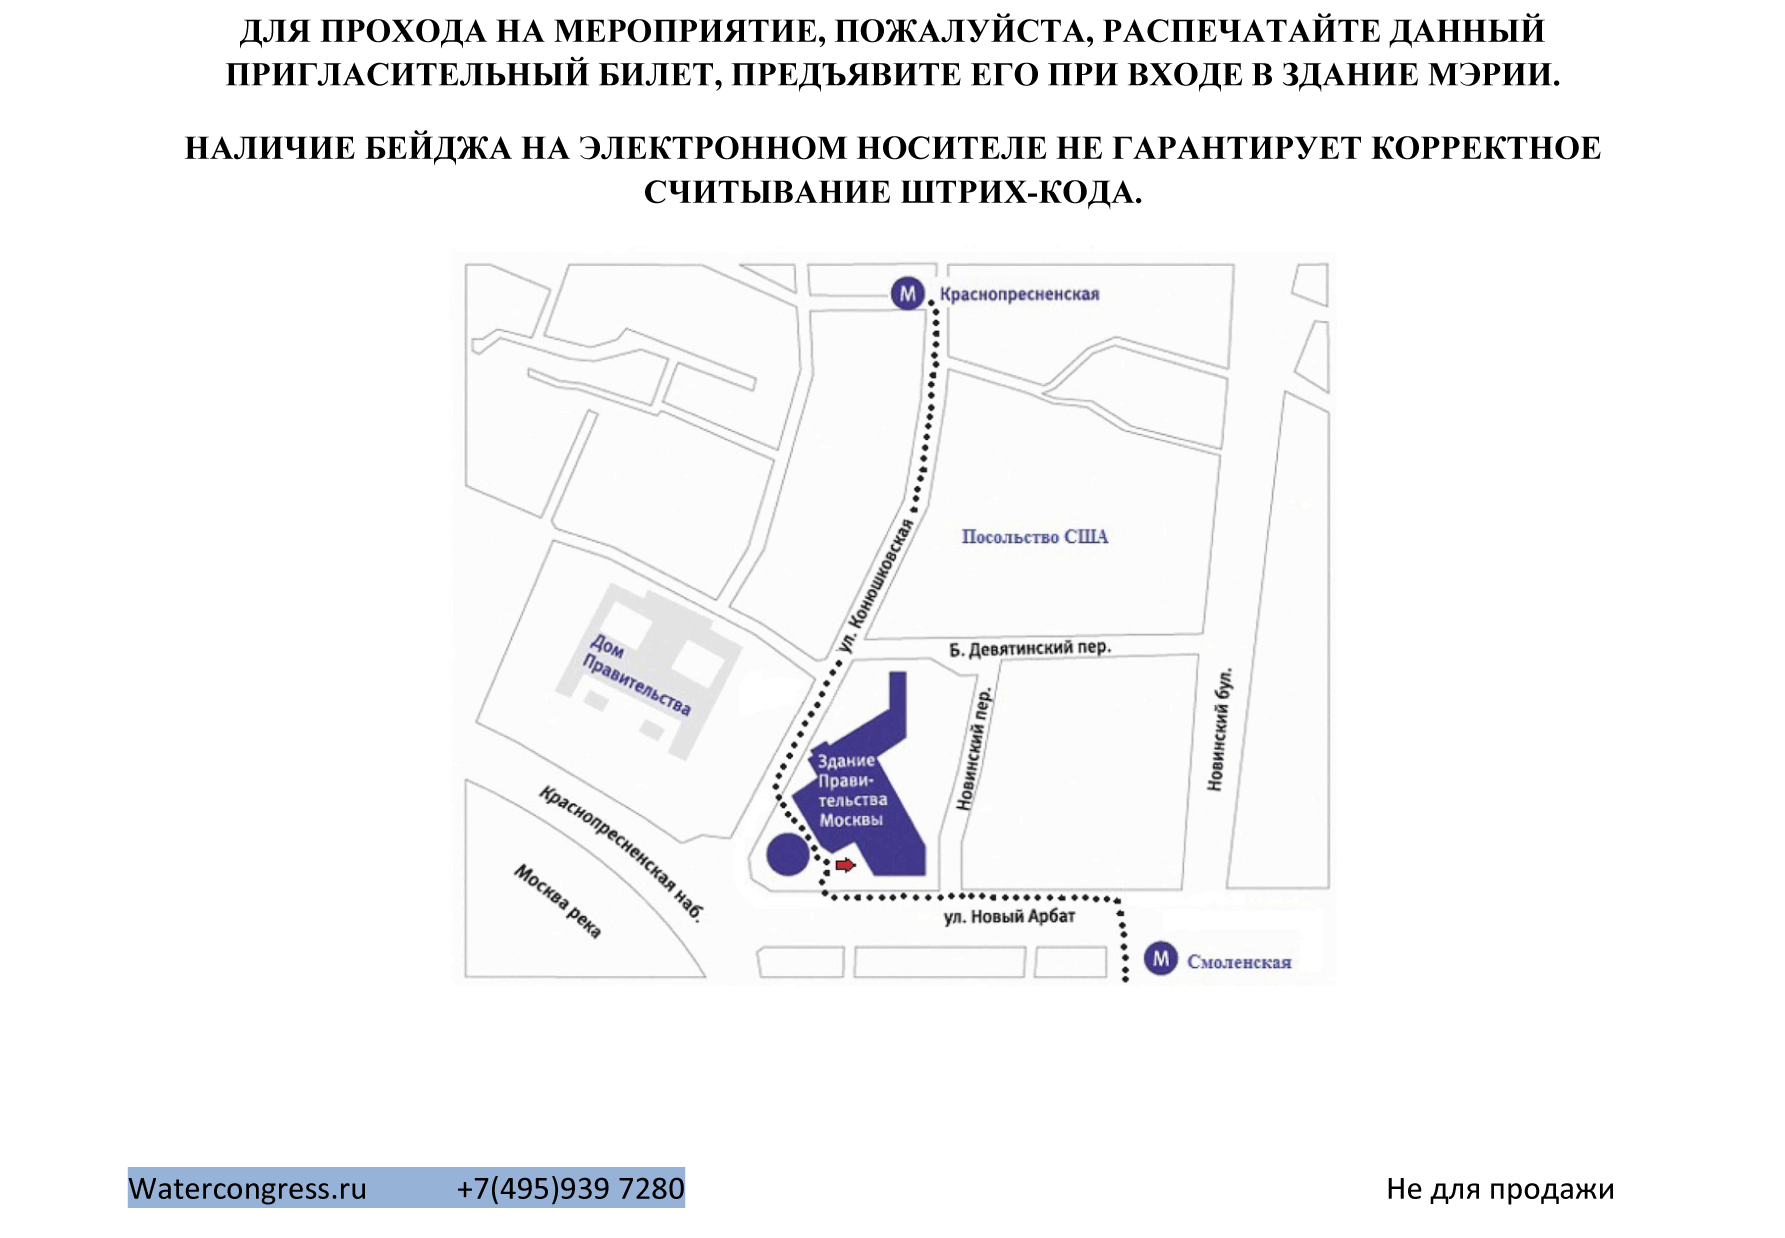 ДЛЯ ПРОХОДА НА МЕРОПРИЯТИЕ, ПОЖАЛУЙСТА, РАСПЕЧАТАЙТЕ ДАННЫЙ
ПРИГЛАСИТЕЛЬНЫЙ БИЛЕТ, ПРЕДЪЯВИТЕ ЕГО ПРИ ВХОДЕ В ЗДАНИЕ МЭРИИ.
НАЛИЧИЕ БЕЙДЖА НА ЭЛЕКТРОННОМ НОСИТЕЛЕ НЕ ГАРАНТИРУЕТ КОРРЕКТНОЕ
СЧИТЫВАНИЕ ШТРИХ-КОДА.
М Краснопресненская
Посольство США
ул. Конюшковская
Б. Девятинский пер.
Дом
Правительства
Новинский пер.
Новинский бул.
Здание
Прави-
тельства
Москвы
Краснопресненская наб.
Москва река
ул. Новый Арбат
М Смоленская
Watercongress.ru +7(495)939 7280 Не для продажи